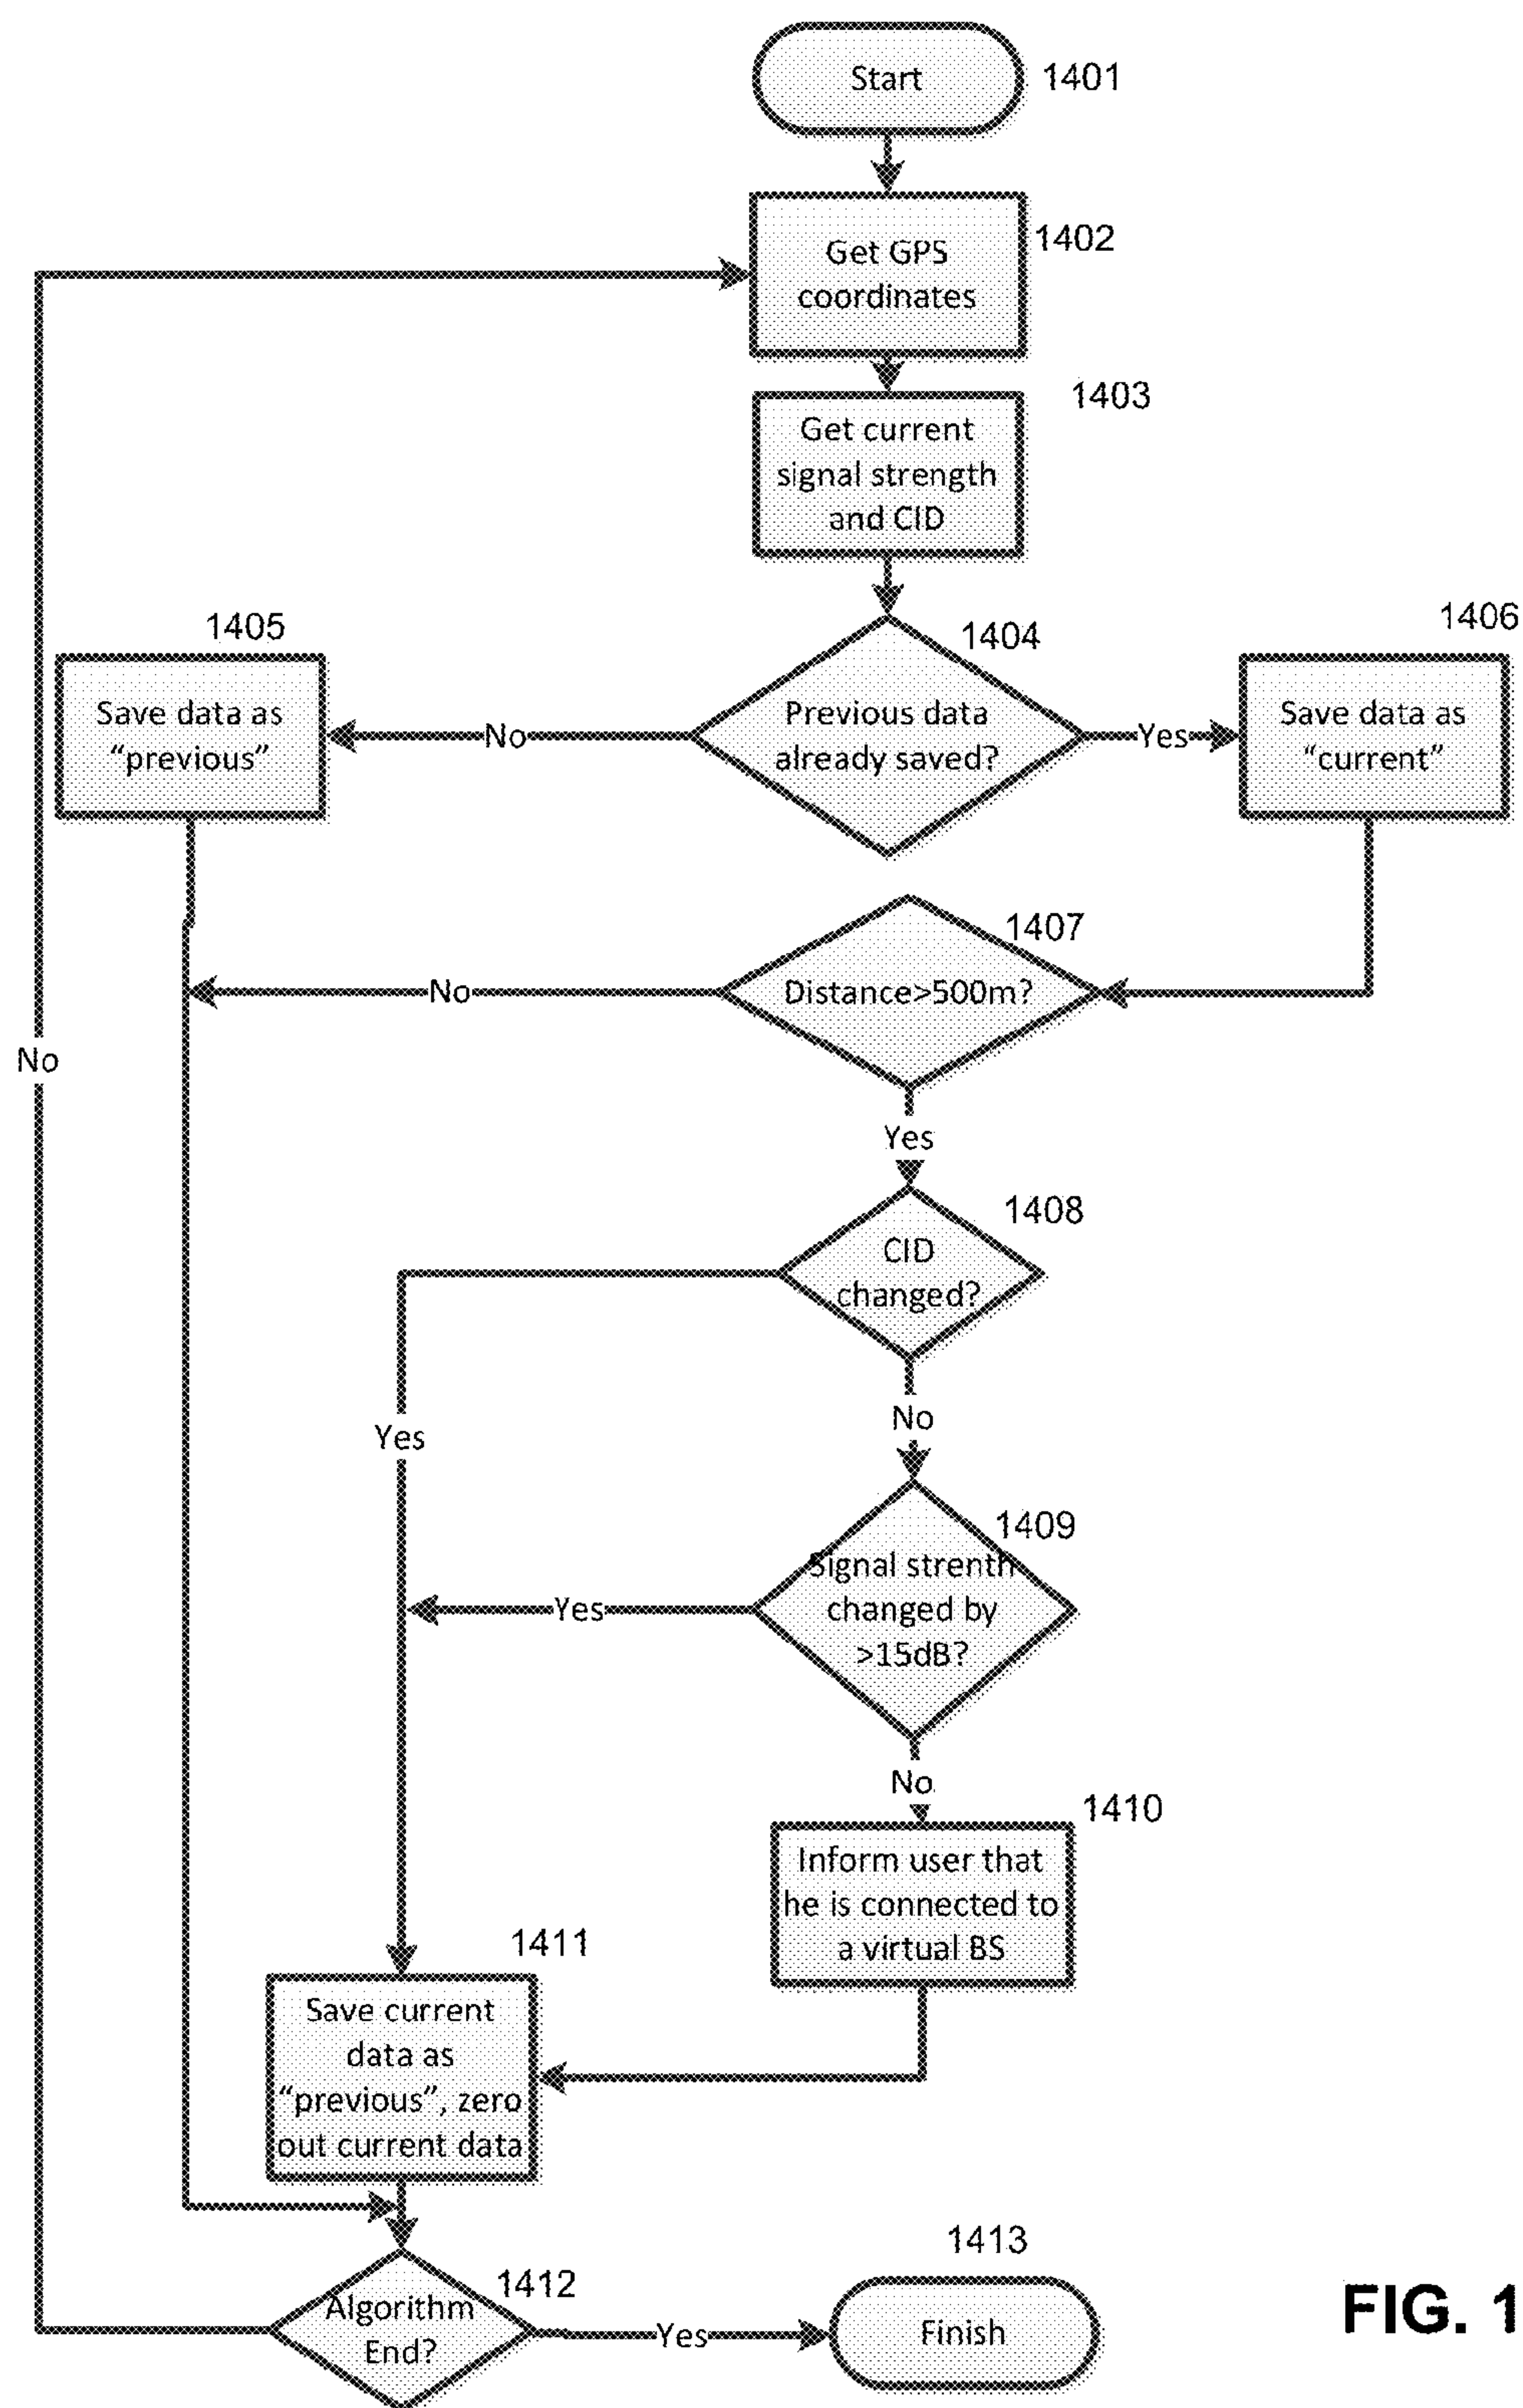 Start
1401
Get GPS
coordinates
1402
Get current
signal strength
and CID
1403
1404
Previous data
already saved?
No
Yes
1405
Save data as
“previous”
1406
Save data as
“current”
1407
Distance>500m?
No
Yes
No
1408
CID
changed?
Yes
No
1409
Signal strenth
changed by
>15dB?
Yes
No
1410
Inform user that
he is connected to
a virtual BS
1411
Save current
data as
“previous”, zero
out current data
1412
Algorithm
End?
Yes
1413
Finish
FIG. 1